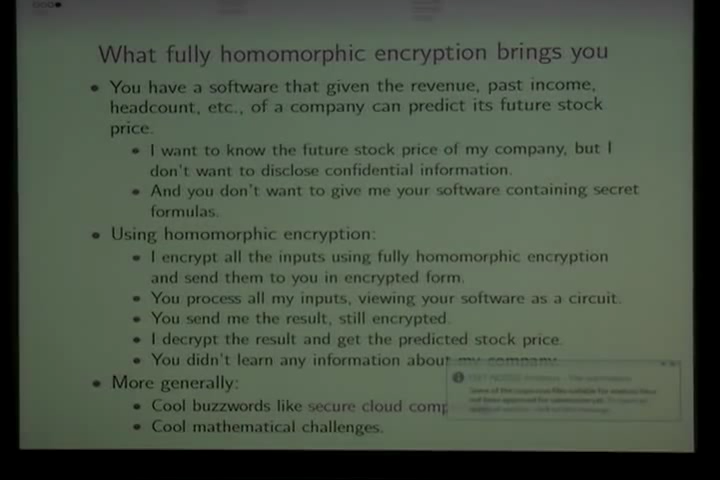 What fully homomorphic encryption brings you
• You have a software that given the revenue, past income,
headcount, etc., of a company can predict its future stock
price.
• I want to know the future stock price of my company, but I
don't want to disclose confidential information.
• And you don't want to give me your software containing secret
formulas.
• Using homomorphic encryption:
• I encrypt all the inputs using fully homomorphic encryption
and send them to you in encrypted form.
• You process all my inputs, viewing your software as a circuit.
• You send me the result, still encrypted.
• I decrypt the result and get the predicted stock price.
• You didn't learn any information about my company.
• More generally:
• Cool buzzwords like secure cloud comp
• Cool mathematical challenges.